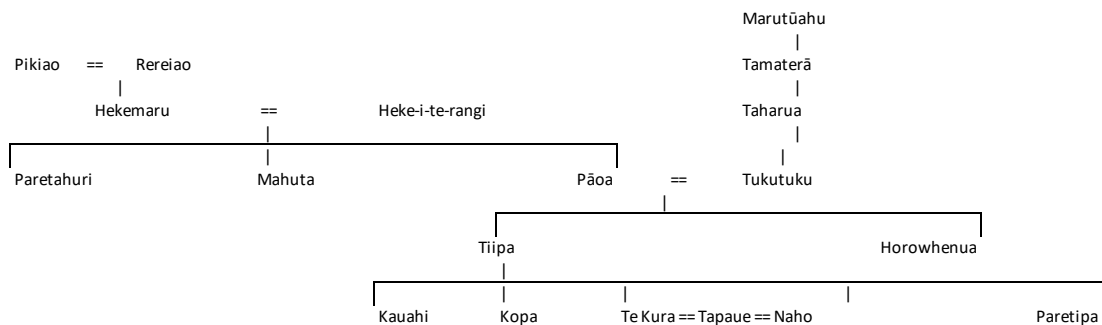 Marutūahu
Pikiao == Rereiao Tamaterā
Hekemaru == Heke-i-te-rangi Taharua
Paretahuri Mahuta Pāoa == Tukutuku
Tiipa Horowhenua
Kauahi Kopa Te Kura == Tapaue == Naho Paretipa